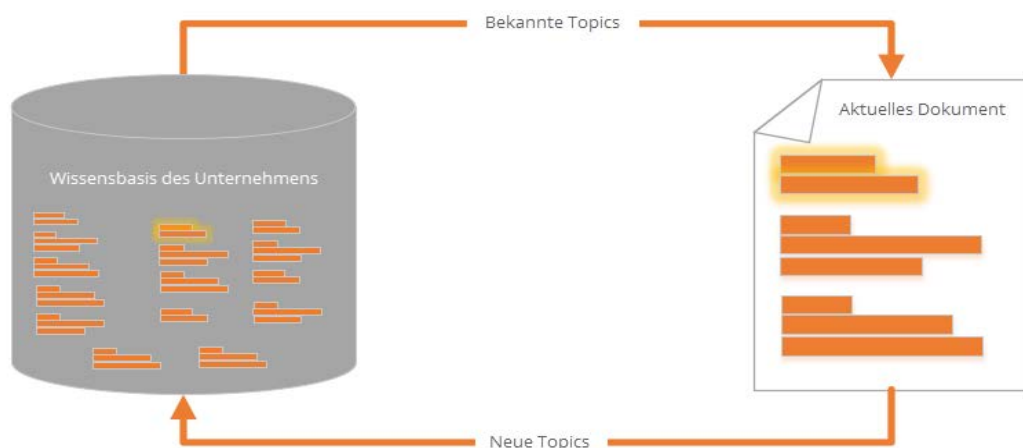 Bekannte Topics
Aktuelles Dokument
Wissensbasis des Unternehmens
Neue Topics